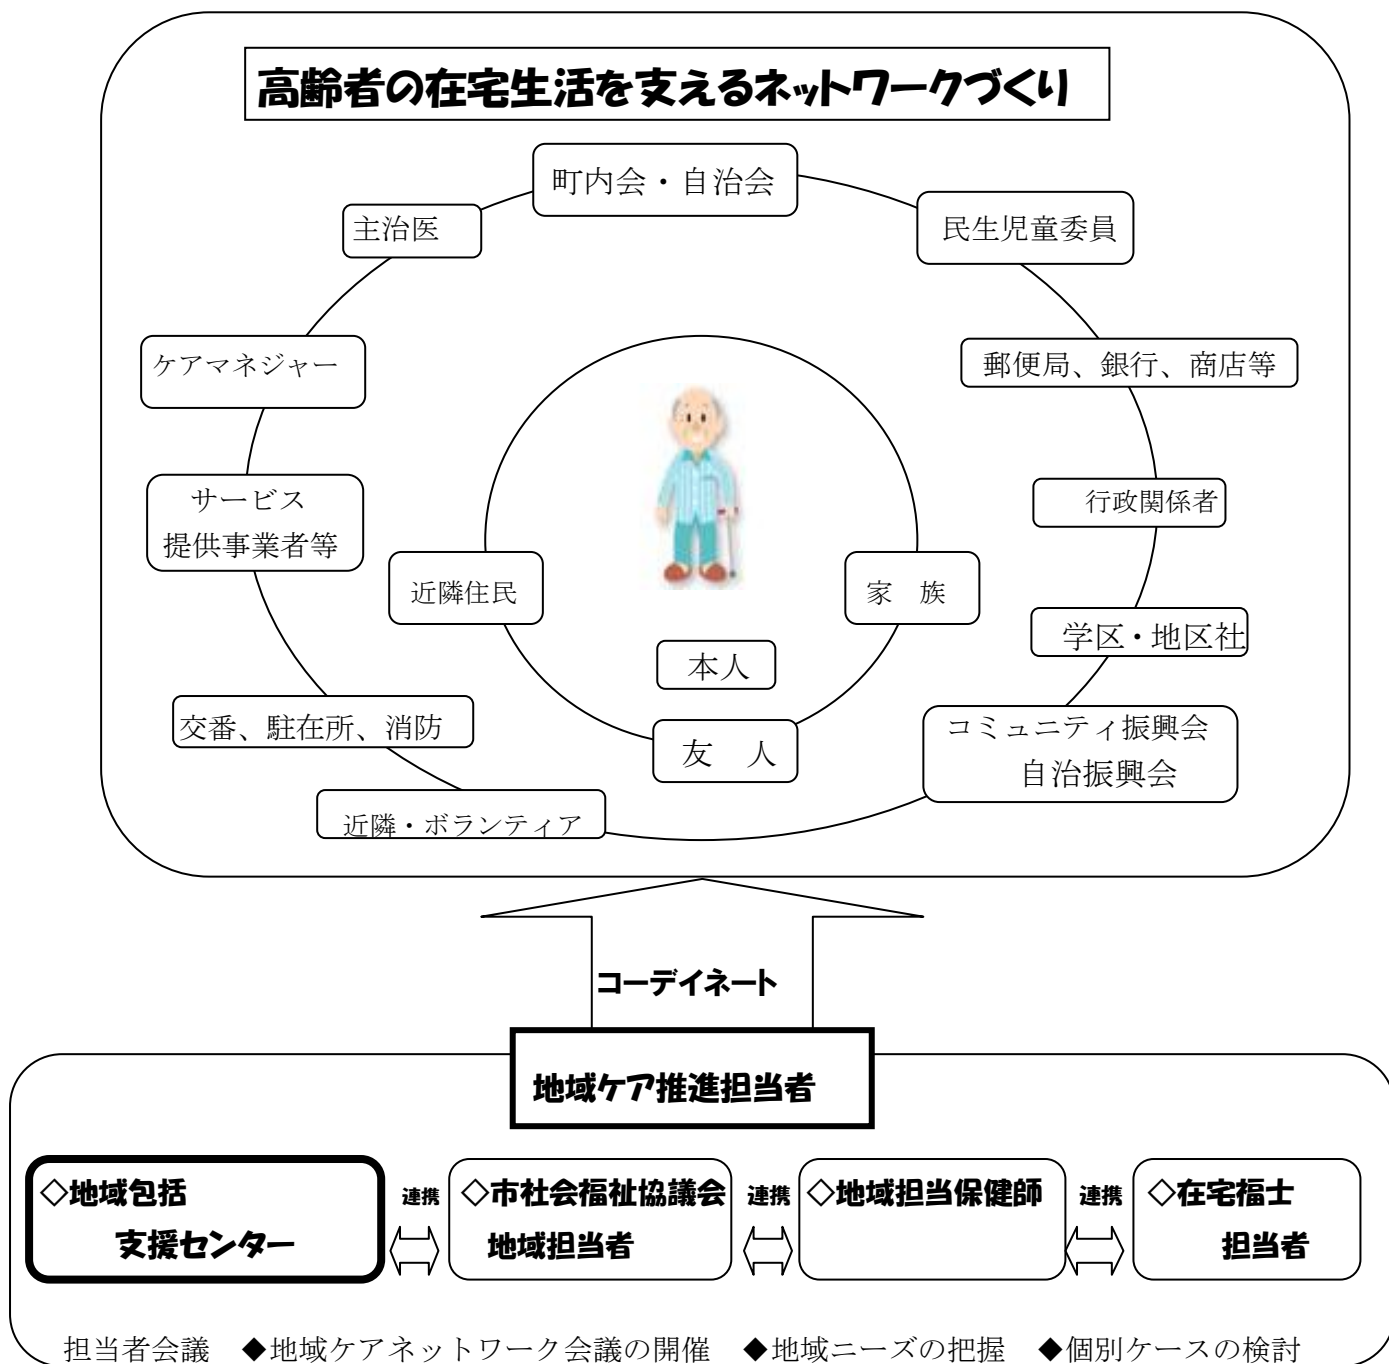 高齢者の在宅生活を支えるネットワークづくり
町内会・自治会
主治医
民生児童委員
ケアマネジャー
郵便局、銀行、商店等
サービス
提供事業者等
行政関係者
近隣住民
家　族
学区・地区社
本人
交番、駐在所、消防
友　人
コミュニティ振興会
自治振興会
近隣・ボランティア
コーデイネート
地域ケア推進担当者
◇地域包括
支援センター
連携
◇市社会福祉協議会
地域担当者
連携
◇地域担当保健師
連携
◇在宅福士
担当者
担当者会議　◆地域ケアネットワーク会議の開催　◆地域ニーズの把握　◆個別ケースの検討